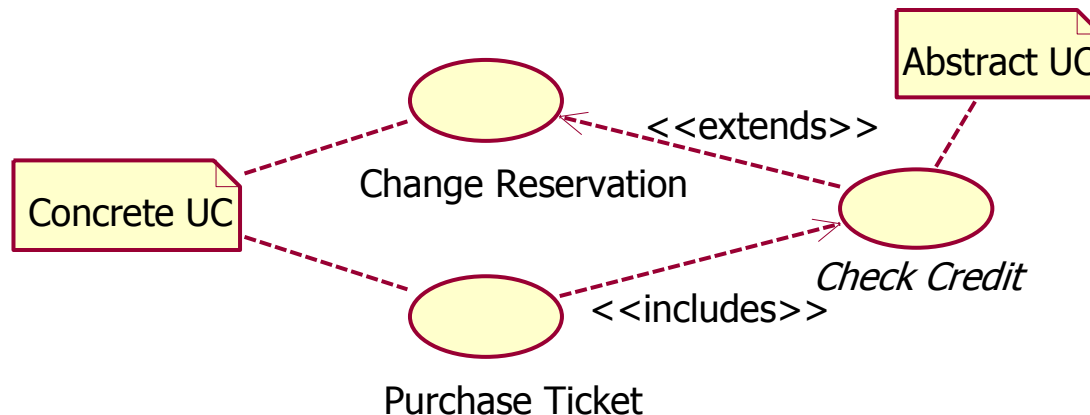 Abstract UC
<<extends>>
Change Reservation
Concrete UC
Check Credit
<<includes>>
Purchase Ticket